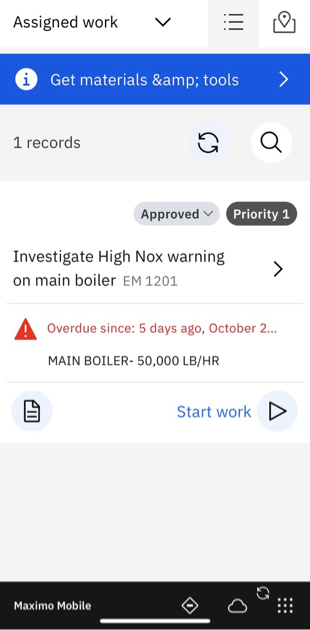 Assigned work
Get materials &amp; tools
1 records
Approved Priority 1
Investigate High Nox warning
on main boiler EM 1201
Overdue since: 5 days ago, October 2...
MAIN BOILER- 50,000 LB/HR
Start work
Maximo Mobile